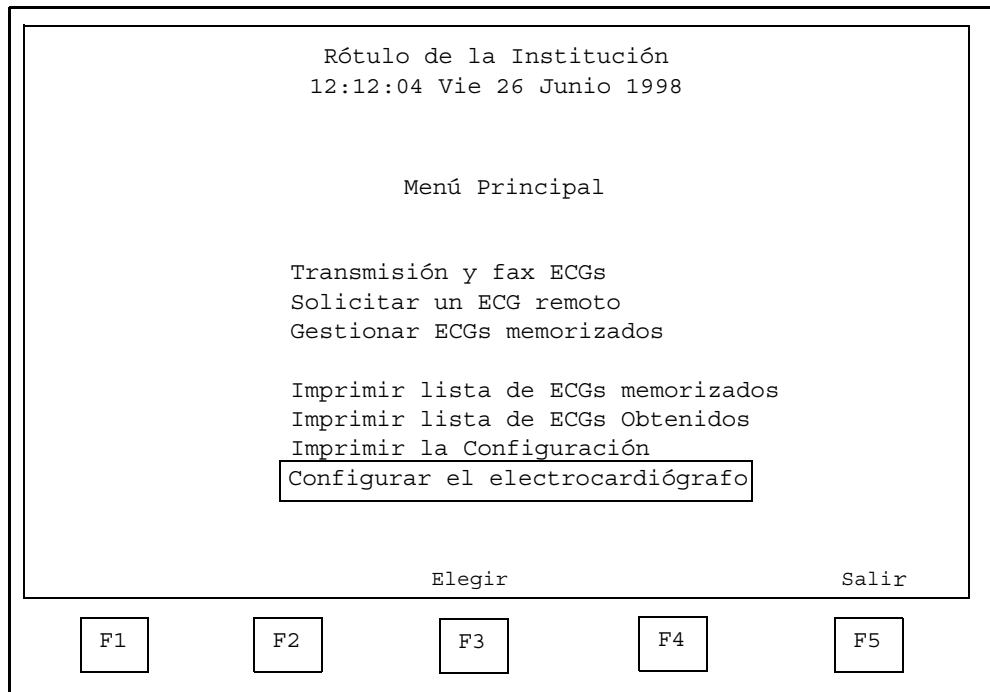 Rótulo de la Institución
12:12:04 Vie 26 Junio 1998
Menú Principal
Transmisión y fax ECGs
Solicitar un ECG remoto
Gestionar ECGs memorizados
Imprimir lista de ECGs memorizados
Imprimir lista de ECGs Obtenidos
Imprimir la Configuración
Configurar el electrocardiógrafo
Elegir Salir
F1 F2 F3 F4 F5